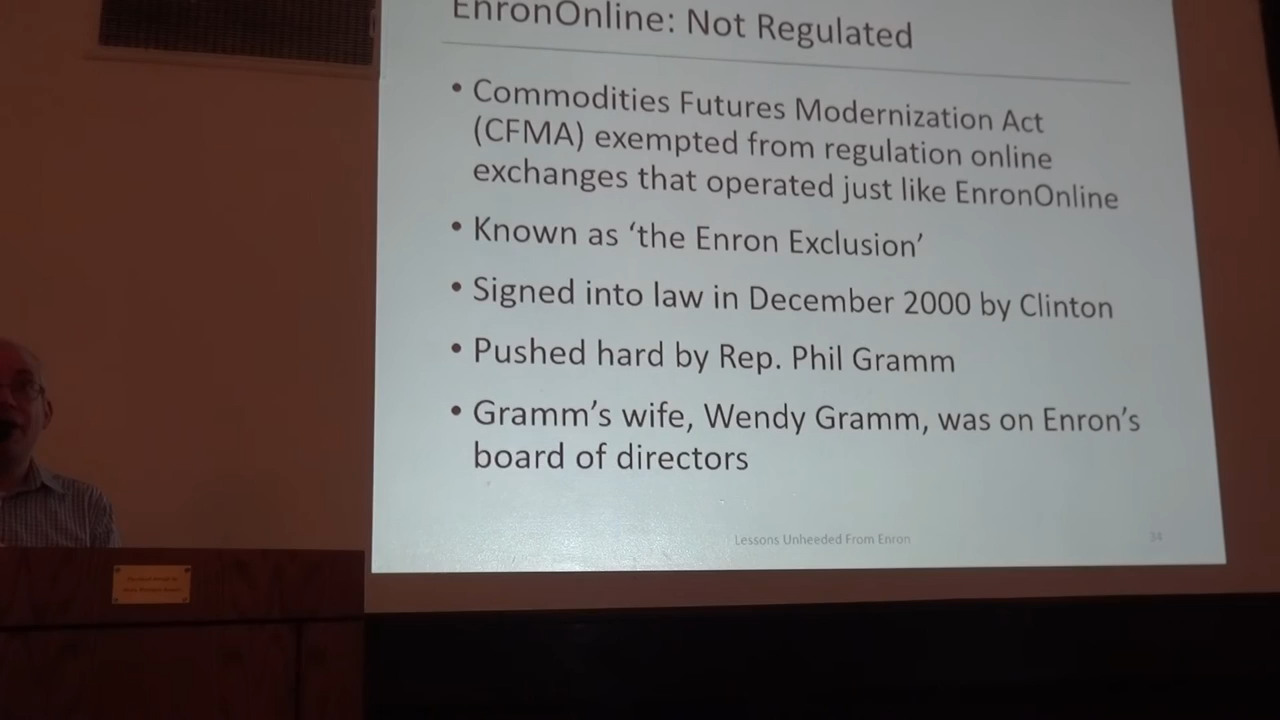 EnronOnline: Not Regulated
• Commodities Futures Modernization Act
(CFMA) exempted from regulation online
exchanges that operated just like EnronOnline
• Known as ‘the Enron Exclusion’
• Signed into law in December 2000 by Clinton
• Pushed hard by Rep. Phil Gramm
• Gramm’s wife, Wendy Gramm, was on Enron’s
board of directors
Lessons Unheeded From Enron
34